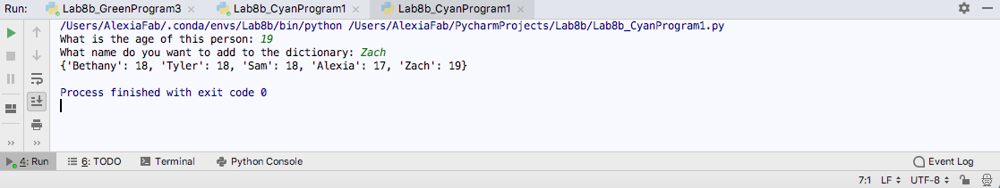 Run: Lab8b_GreenProgram3 × Lab8b_CyanProgram1 × Lab8b_CyanProgram1 ×
/Users/AlexiaFab/.conda/envs/Lab8b/bin/python /Users/AlexiaFab/PycharmProjects/Lab8b/Lab8b_CyanProgram1.py
What is the age of this person: 19
What name do you want to add to the dictionary: Zach
{'Bethany': 18, 'Tyler': 18, 'Sam': 18, 'Alexia': 17, 'Zach': 19}
Process finished with exit code 0
4: Run 6: TODO Terminal Python Console Event Log
7:1 LF UTF-8